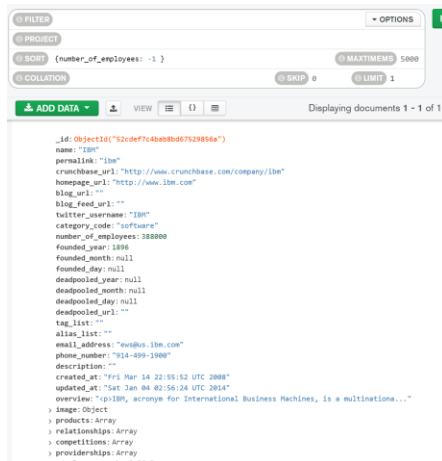 FILTER
OPTIONS
PROJECT
SORT {number_of_employees: -1 }
MAXTIMEMS 5000
COLLATION
SKIP 0
LIMIT 1
ADD DATA
VIEW
Displaying documents 1 - 1 of 1
_id: ObjectId("52cdef7c4bab8bd67529856a")
name: "IBM"
permalink: "ibm"
crunchbase_url: "http://www.crunchbase.com/company/ibm"
homepage_url: "http://www.ibm.com"
blog_url: ""
blog_feed_url: ""
twitter_username: "IBM"
category_code: "software"
number_of_employees: 388000
founded_year: 1896
founded_month: null
founded_day: null
deadpooled_year: null
deadpooled_month: null
deadpooled_day: null
deadpooled_url: ""
tag_list: ""
alias_list: ""
email_address: "ews@us.ibm.com"
phone_number: "914-499-1900"
description: ""
created_at: "Fri Mar 14 22:55:52 UTC 2008"
updated_at: "Sat Jan 04 02:56:24 UTC 2014"
overview: "<p>IBM, acronym for International Business Machines, is a multinationa..."
image: Object
products: Array
relationships: Array
competitions: Array
providerships: Array